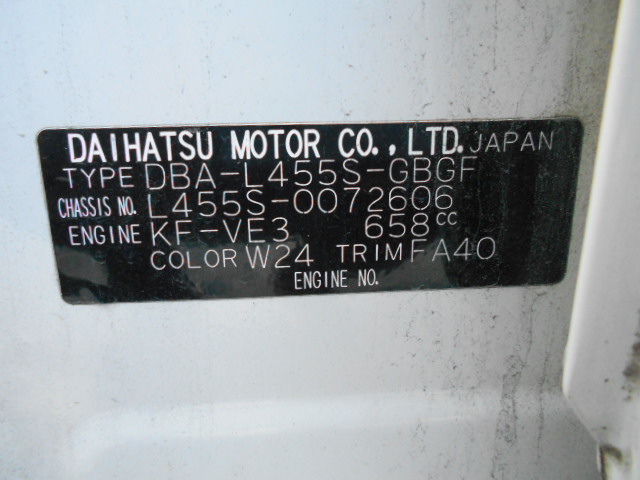 DAIHATSU MOTOR CO., LTD. JAPAN
TYPE DBA-L455S-GBGF
CHASSIS NO. L455S-0072606
ENGINE KF-VE3 658cc
COLOR W24 TRIM FA40
ENGINE NO.